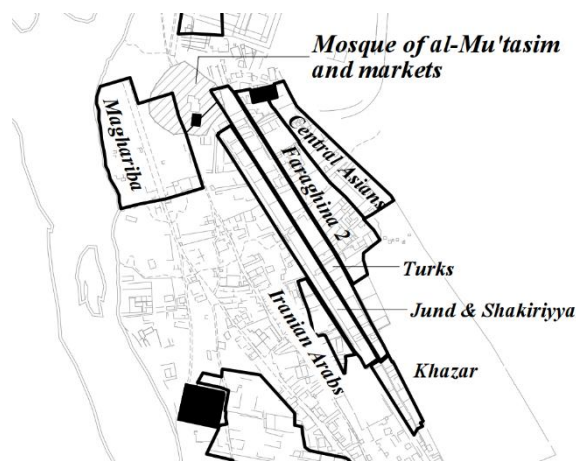 Mosque of al-Mu'tasim
and markets
Maghariba
Central Asians
Faraghina 2
Turks
Jund & Shakiriyya
Iranian Arabs
Khazar